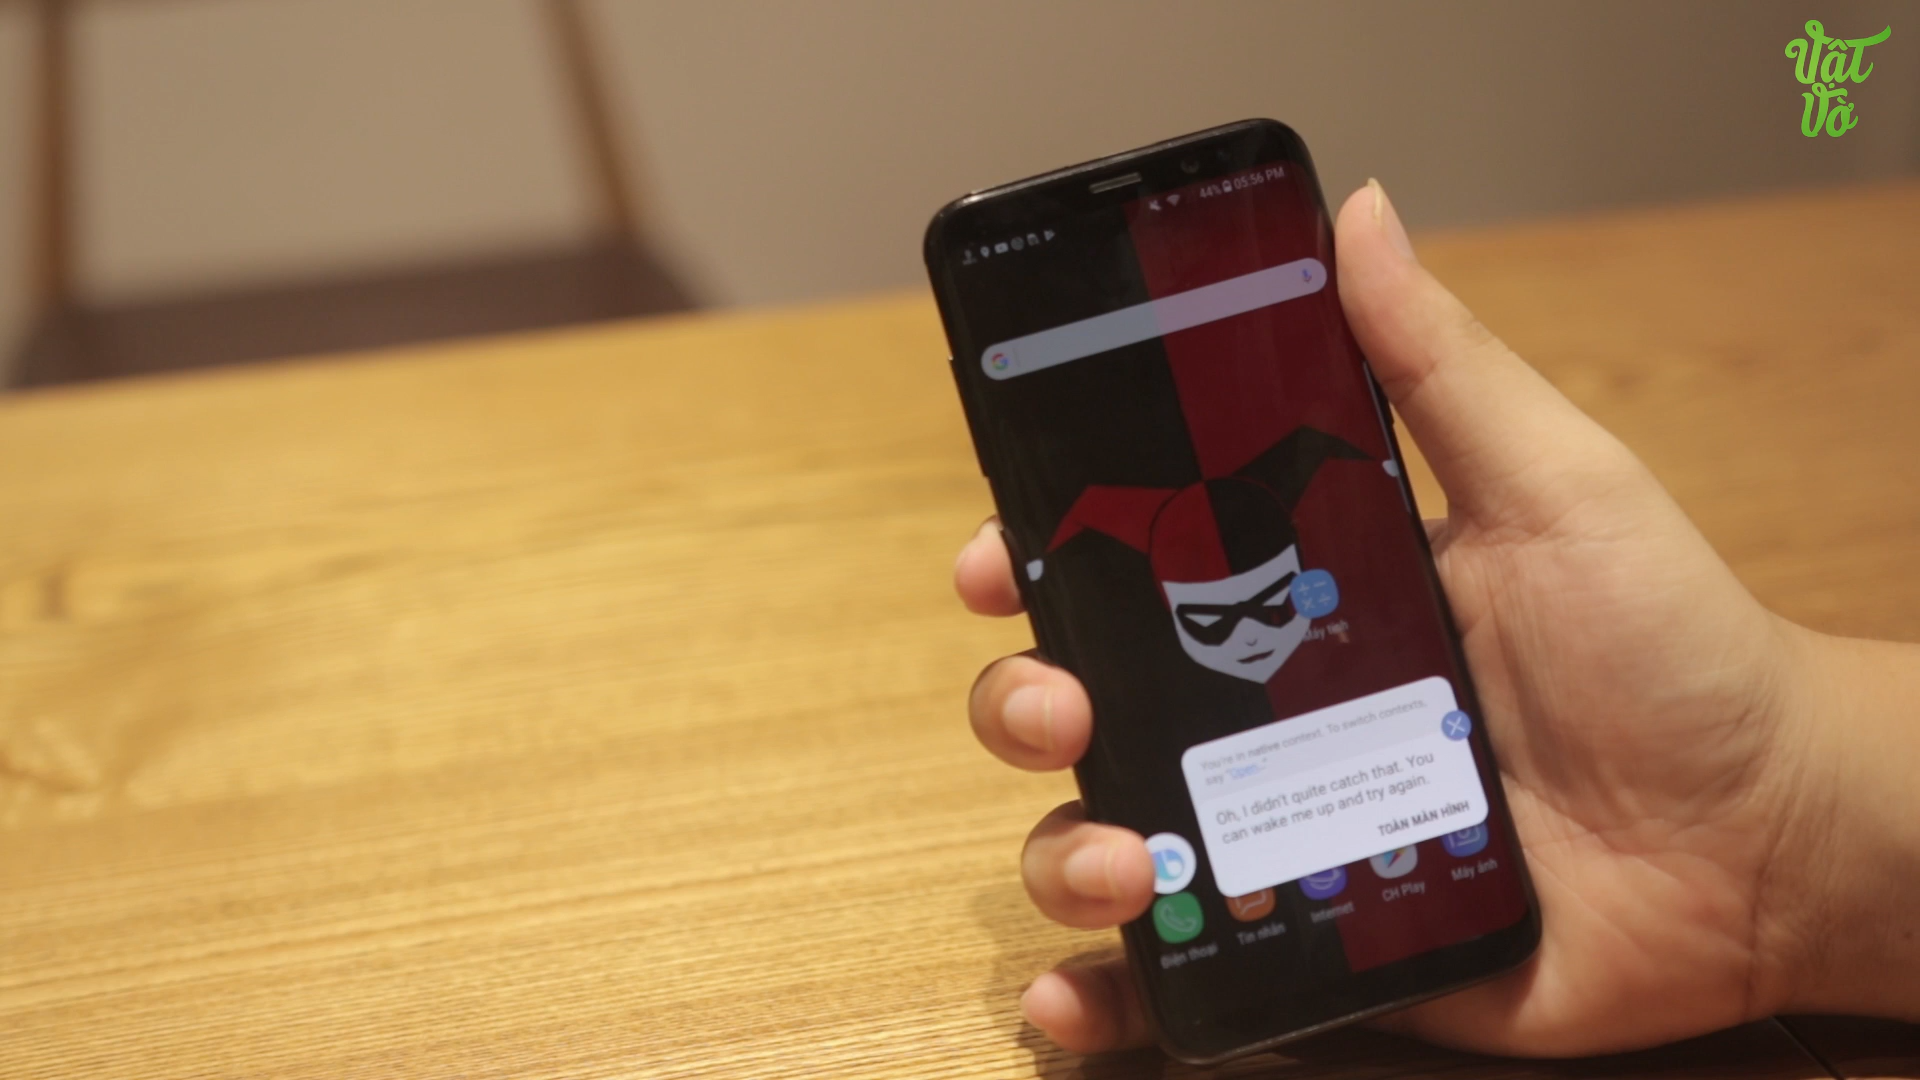 Vật
Vờ
44% 05:56 PM
Máy tính
You're in native context. To switch contexts,
say "Open..."
Oh, I didn't quite catch that. You
can wake me up and try again.
TOÀN MÀN HÌNH
Điện thoại
Tin nhắn
Internet
CH Play
Máy ảnh